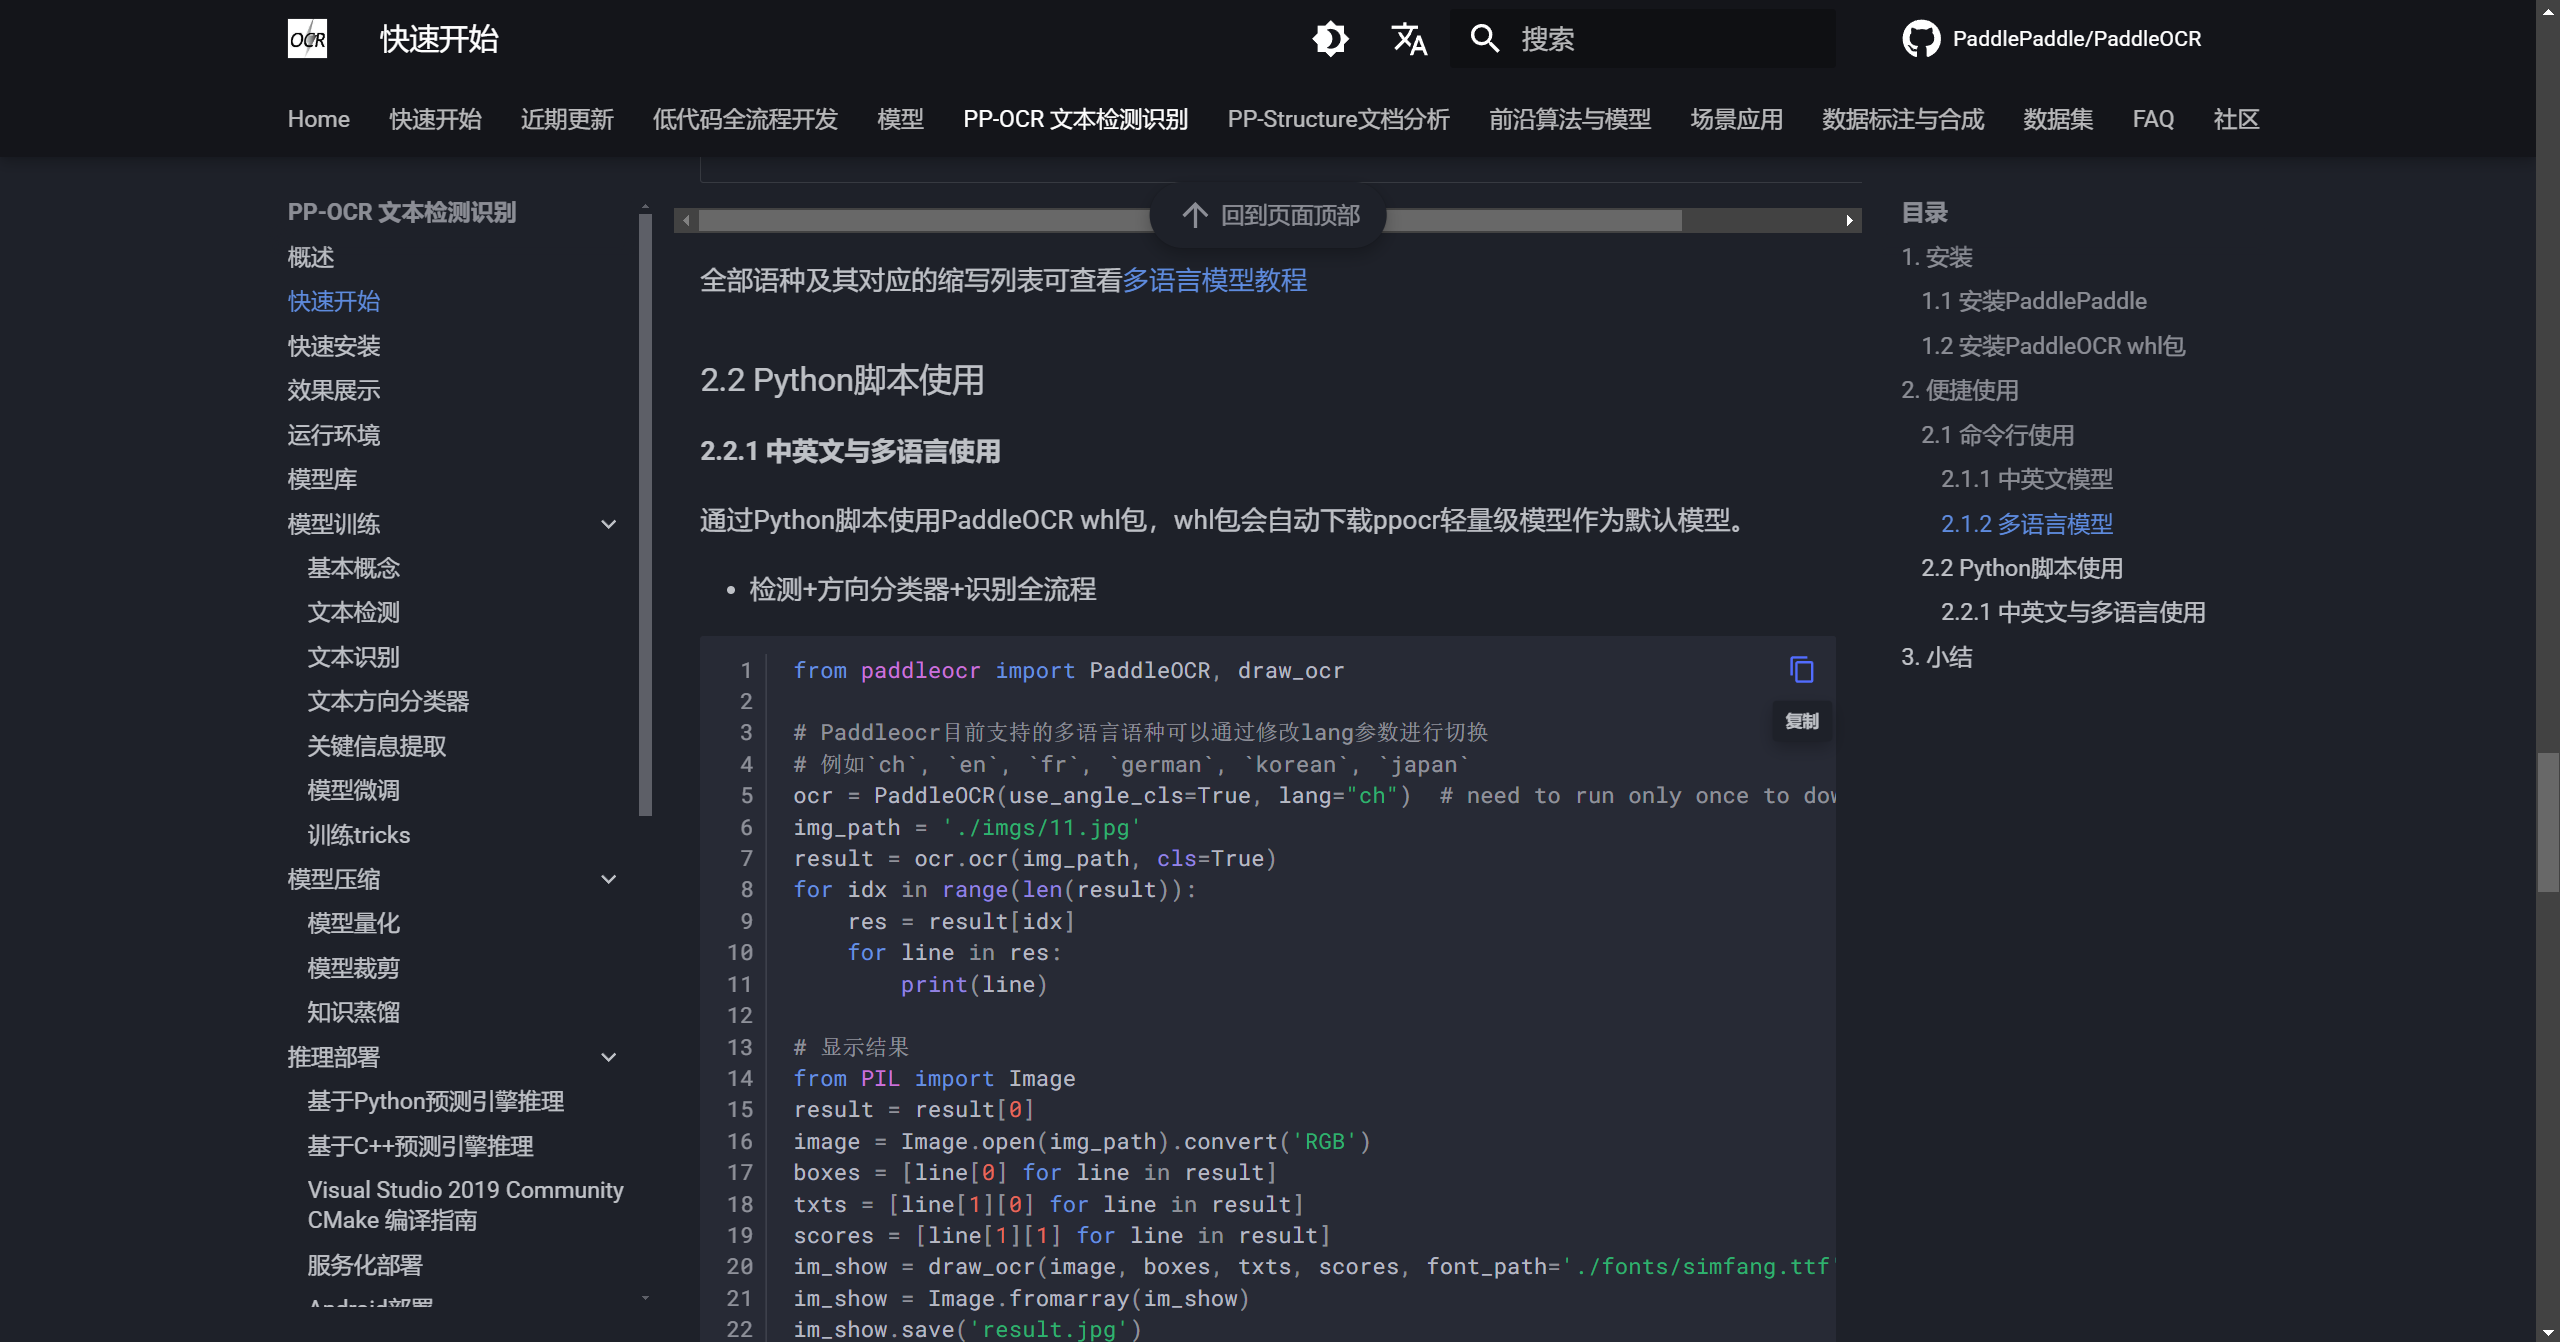 OCR
快速开始
搜索
PaddlePaddle/PaddleOCR
Home 快速开始 近期更新 低代码全流程开发 模型 PP-OCR 文本检测识别 PP-Structure文档分析 前沿算法与模型 场景应用 数据标注与合成 数据集 FAQ 社区
PP-OCR 文本检测识别
概述
快速开始
快速安装
效果展示
运行环境
模型库
模型训练
基本概念
文本检测
文本识别
文本方向分类器
关键信息提取
模型微调
训练tricks
模型压缩
模型量化
模型裁剪
知识蒸馏
推理部署
基于Python预测引擎推理
基于C++预测引擎推理
Visual Studio 2019 Community
CMake 编译指南
服务化部署
Android部署
回到页面顶部
全部语种及其对应的缩写列表可查看多语言模型教程
2.2 Python脚本使用
2.2.1 中英文与多语言使用
通过Python脚本使用PaddleOCR whl包，whl包会自动下载ppocr轻量级模型作为默认模型。
• 检测+方向分类器+识别全流程
复制
1 from paddleocr import PaddleOCR, draw_ocr
2
3 # Paddleocr目前支持的多语言语种可以通过修改lang参数进行切换
4 # 例如`ch`, `en`, `fr`, `german`, `korean`, `japan`
5 ocr = PaddleOCR(use_angle_cls=True, lang="ch")  # need to run only once to dow
6 img_path = './imgs/11.jpg'
7 result = ocr.ocr(img_path, cls=True)
8 for idx in range(len(result)):
9     res = result[idx]
10     for line in res:
11         print(line)
12
13 # 显示结果
14 from PIL import Image
15 result = result[0]
16 image = Image.open(img_path).convert('RGB')
17 boxes = [line[0] for line in result]
18 txts = [line[1][0] for line in result]
19 scores = [line[1][1] for line in result]
20 im_show = draw_ocr(image, boxes, txts, scores, font_path='./fonts/simfang.ttf'
21 im_show = Image.fromarray(im_show)
22 im_show.save('result.jpg')
目录
1. 安装
1.1 安装PaddlePaddle
1.2 安装PaddleOCR whl包
2. 便捷使用
2.1 命令行使用
2.1.1 中英文模型
2.1.2 多语言模型
2.2 Python脚本使用
2.2.1 中英文与多语言使用
3. 小结